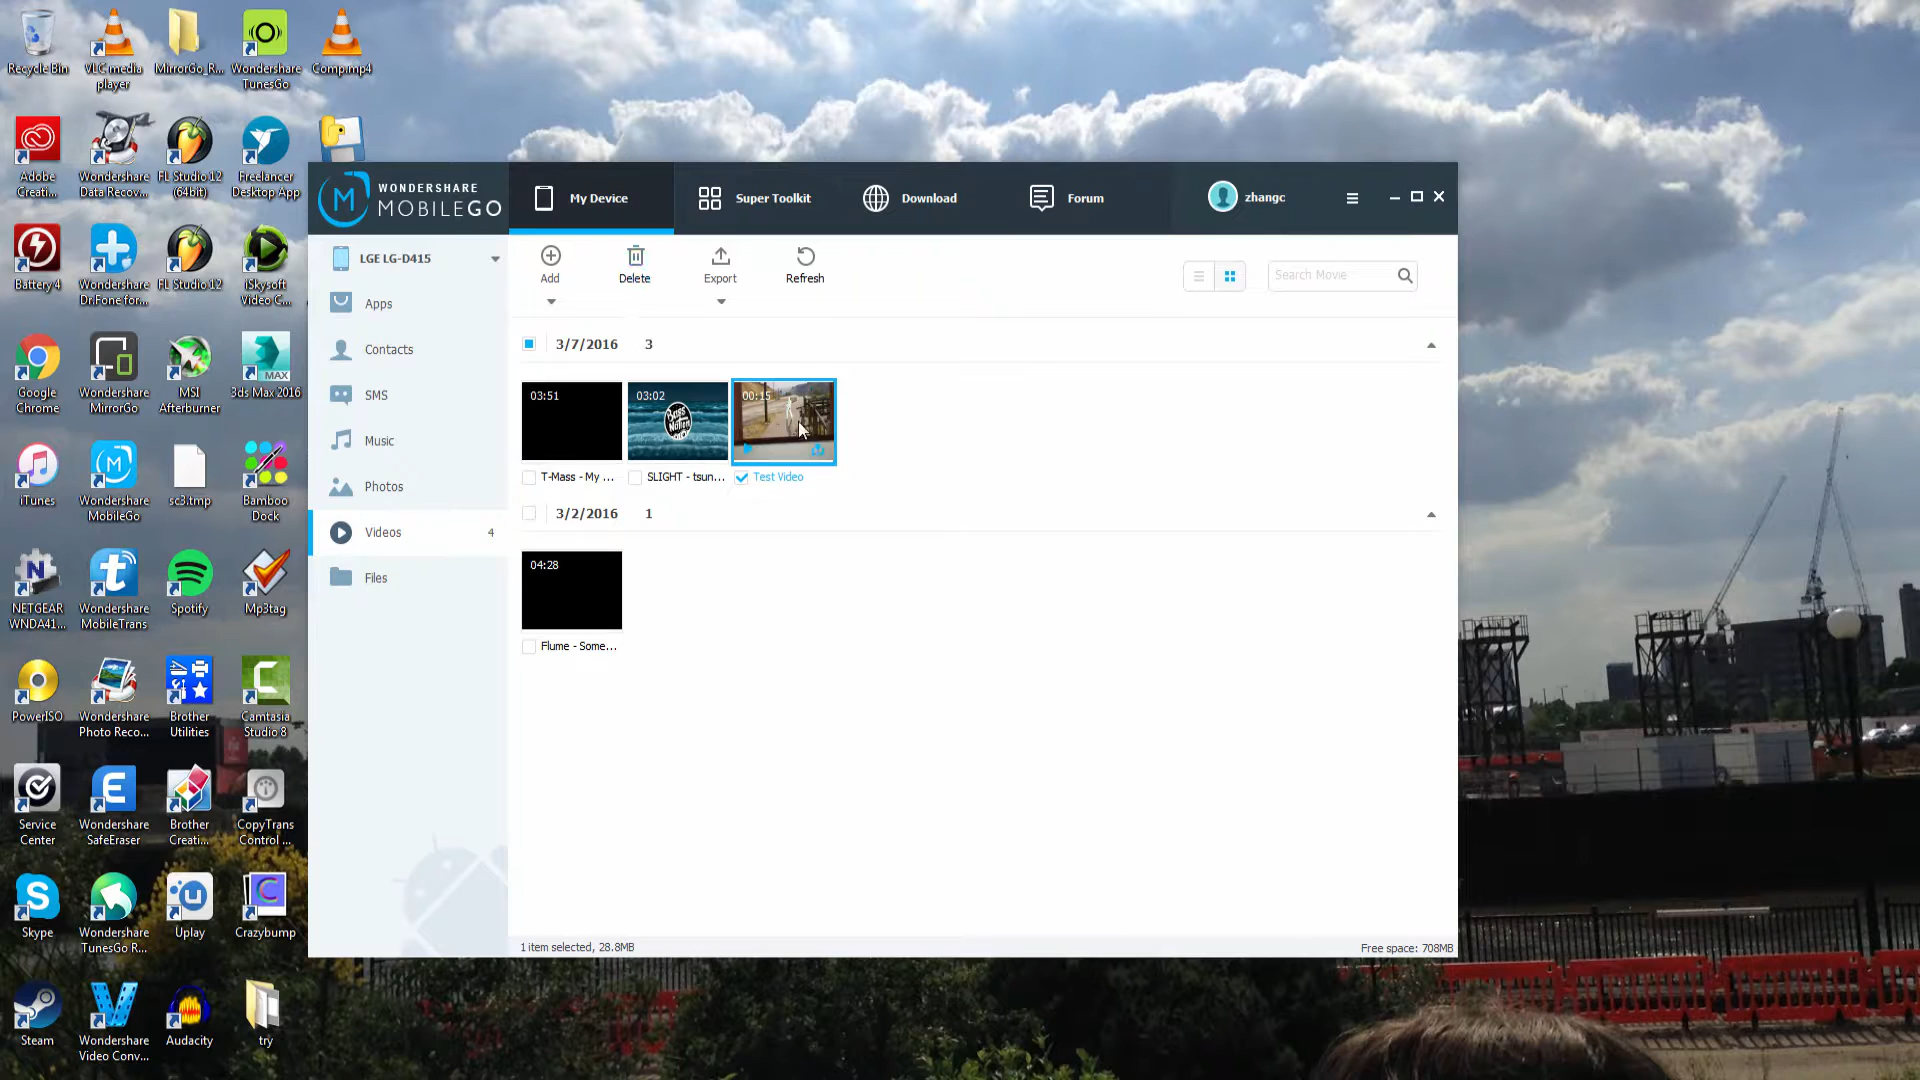 Recycle Bin
VLC media
player
MirrorGo_R...
Wondershare
TunesGo
Comp.mp4
Adobe
Creati...
Wondershare
Data Recov...
FL Studio 12
(64bit)
Freelancer
Desktop App
Battery 4
Wondershare
Dr.Fone for...
FL Studio 12
iSkysoft
Video C...
Google
Chrome
Wondershare
MirrorGo
MSI
Afterburner
MAX
3ds Max 2016
iTunes
Wondershare
MobileGo
sc3.tmp
Bamboo
Dock
NETGEAR
WNDA41...
Wondershare
MobileTrans
Spotify
Mp3tag
PowerISO
Wondershare
Photo Reco...
Brother
Utilities
Camtasia
Studio 8
Service
Center
Wondershare
SafeEraser
Brother
Creati...
CopyTrans
Control ...
Skype
Wondershare
TunesGo R...
Uplay
Crazybump
Steam
Wondershare
Video Conv...
Audacity
try
WONDERSHARE
MOBILEGO
My Device
Super Toolkit
Download
Forum
zhangc
LGE LG-D415
Apps
Contacts
SMS
Music
Photos
Videos 4
Files
Add
Delete
Export
Refresh
Search Movie
3/7/2016 3
03:51
03:02
Bass
Nation
00:15
T-Mass - My ...
SLIGHT - tsun...
Test Video
3/2/2016 1
04:28
Flume - Some...
1 item selected, 28.8MB
Free space: 708MB